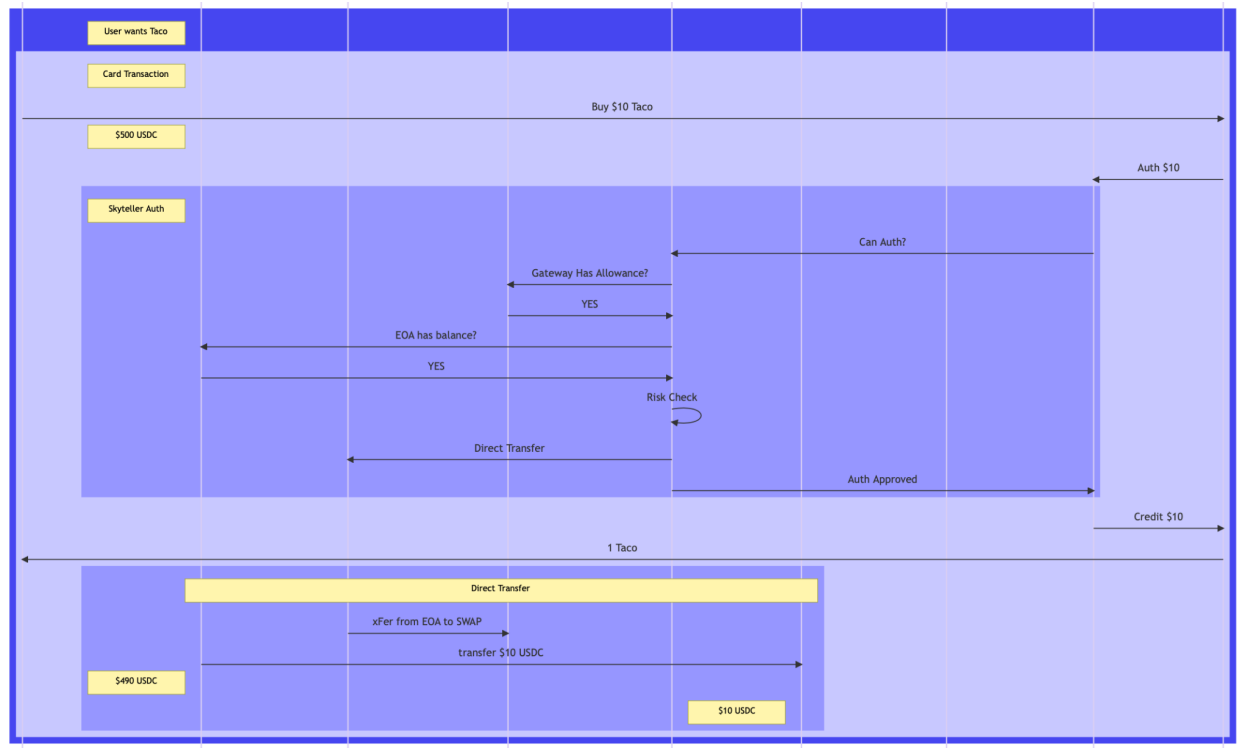 User wants Taco
Card Transaction
Buy $10 Taco
$500 USDC
Auth $10
Skyteller Auth
Can Auth?
Gateway Has Allowance?
YES
EOA has balance?
YES
Risk Check
Direct Transfer
Auth Approved
Credit $10
1 Taco
Direct Transfer
xFer from EOA to SWAP
transfer $10 USDC
$490 USDC
$10 USDC